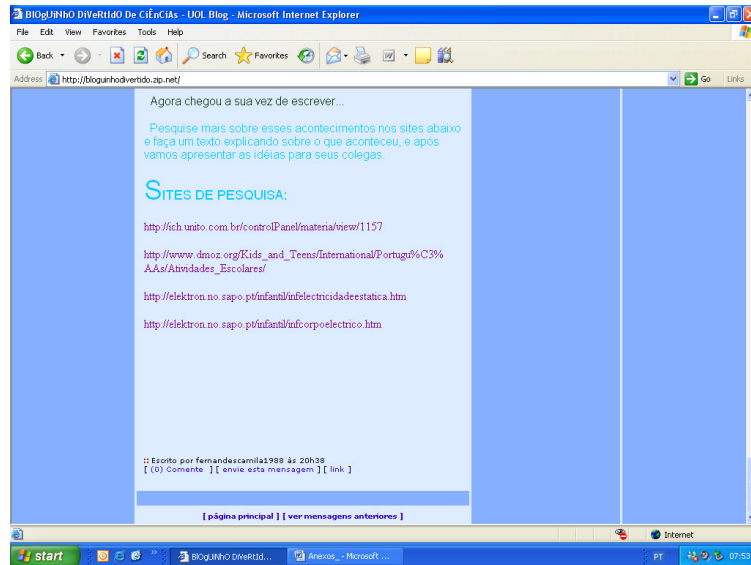 BlOgUiNhO DiVeRtIdO De CiÊnCiAs - UOL Blog - Microsoft Internet Explorer
File Edit View Favorites Tools Help
Back Search Favorites
Address http://bloguinhodivertido.zip.net/ Go Links
Agora chegou a sua vez de escrever...
Pesquise mais sobre esses acontecimentos nos sites abaixo
e faça um texto explicando sobre o que aconteceu, e após
vamos apresentar as idéias para seus colegas.
SITES DE PESQUISA:
http://ich.unito.com.br/controlPanel/materia/view/1157
http://www.dmoz.org/Kids_and_Teens/International/Portugu%C3%
AAs/Atividades_Escolares/
http://elektron.no.sapo.pt/infantil/infelectricidadeestatica.htm
http://elektron.no.sapo.pt/infantil/infcorpoelectrico.htm
:: Escrito por fernandescamila1988 às 20h38
[ (0) Comente ] [ envie esta mensagem ] [ link ]
[ página principal ] [ ver mensagens anteriores ]
Internet
start BlOgUiNhO DiVeRtId... Anexos_ - Microsoft ... PT 07:53